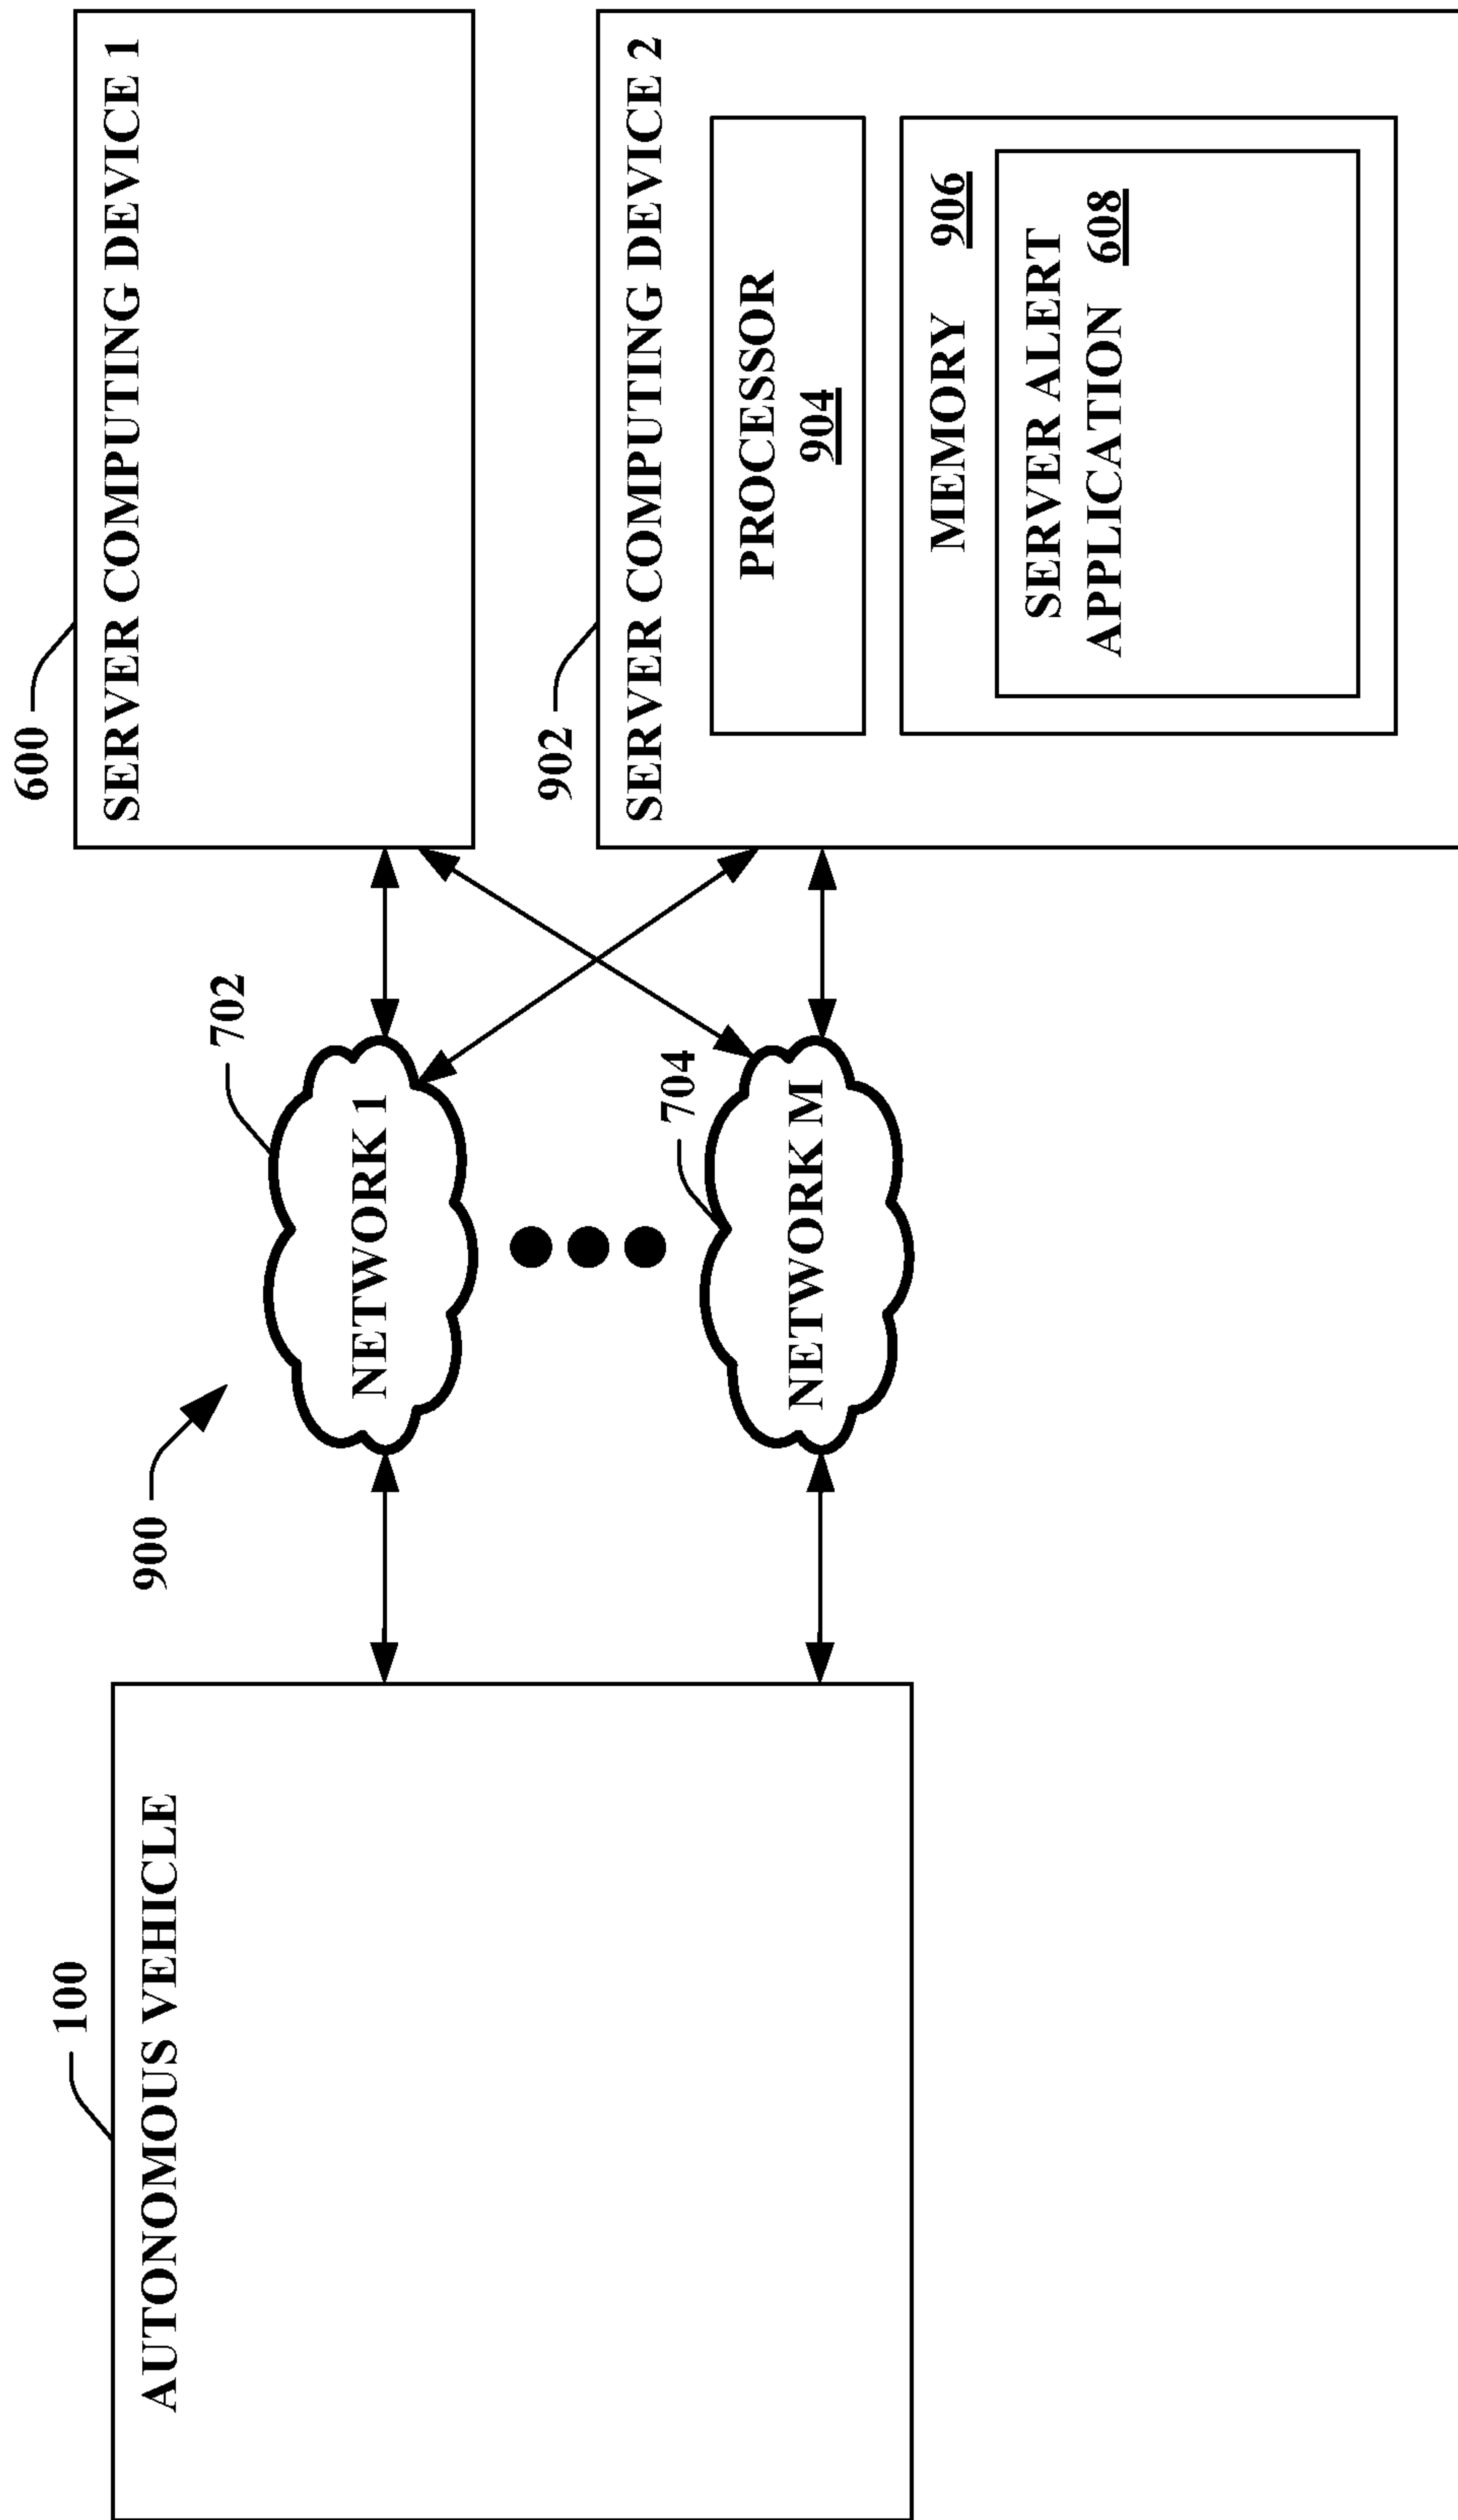 100
AUTONOMOUS VEHICLE
900
702
NETWORK 1
704
NETWORK M
600
SERVER COMPUTING DEVICE 1
902
SERVER COMPUTING DEVICE 2
PROCESSOR
904
MEMORY 906
SERVER ALERT
APPLICATION 608